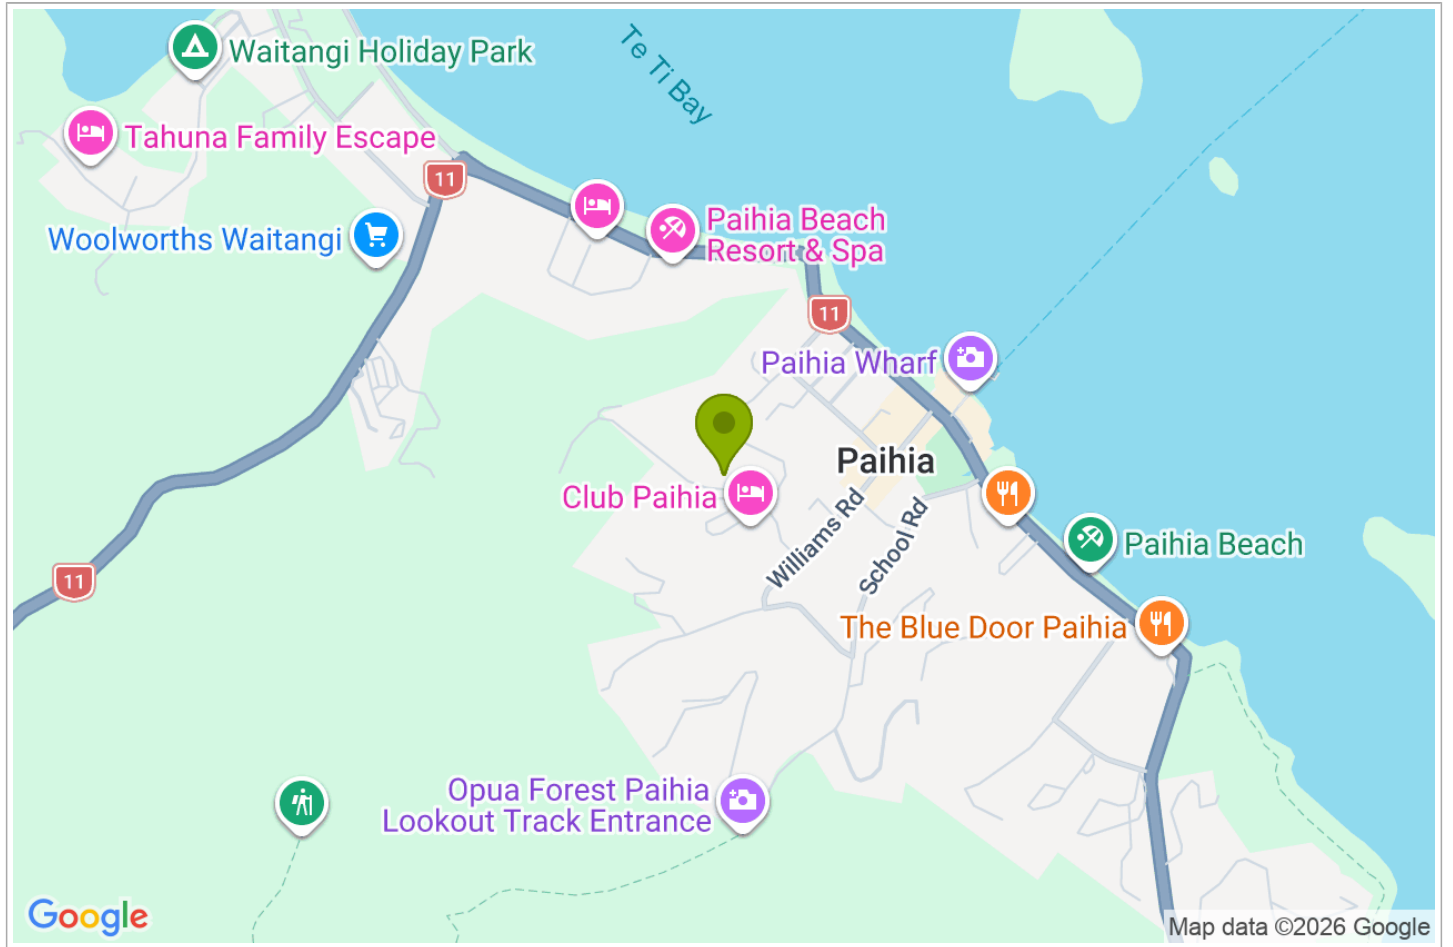 Te Ti Bay
Waitangi Holiday Park
Tahuna Family Escape
11
Woolworths Waitangi
Paihia Beach
Resort & Spa
11
Paihia Wharf
Paihia
Club Paihia
Williams Rd
School Rd
Paihia Beach
11
The Blue Door Paihia
Opua Forest Paihia
Lookout Track Entrance
Google
Map data ©2026 Google